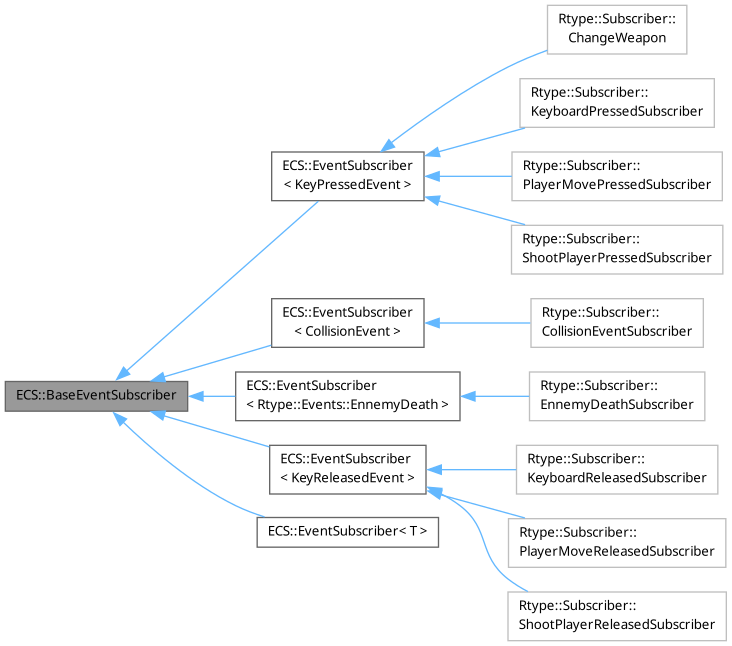 Rtype::Subscriber::
ChangeWeapon
Rtype::Subscriber::
KeyboardPressedSubscriber
ECS::EventSubscriber
< KeyPressedEvent >
Rtype::Subscriber::
PlayerMovePressedSubscriber
Rtype::Subscriber::
ShootPlayerPressedSubscriber
ECS::EventSubscriber
< CollisionEvent >
Rtype::Subscriber::
CollisionEventSubscriber
ECS::BaseEventSubscriber
ECS::EventSubscriber
< Rtype::Events::EnnemyDeath >
Rtype::Subscriber::
EnnemyDeathSubscriber
ECS::EventSubscriber
< KeyReleasedEvent >
Rtype::Subscriber::
KeyboardReleasedSubscriber
ECS::EventSubscriber< T >
Rtype::Subscriber::
PlayerMoveReleasedSubscriber
Rtype::Subscriber::
ShootPlayerReleasedSubscriber